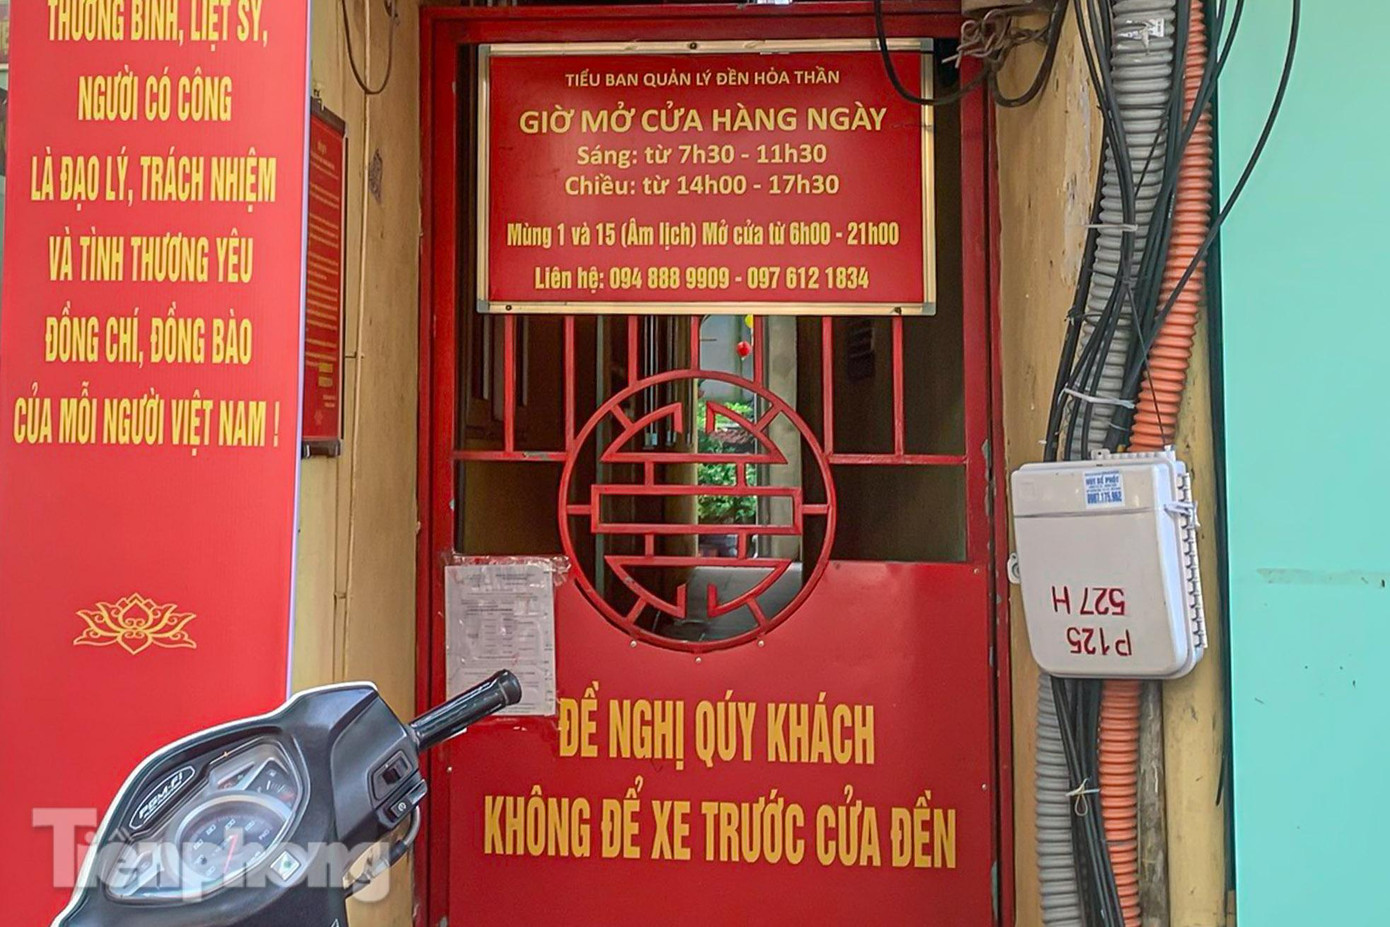 THƯƠNG BINH, LIỆT SỸ,
NGƯỜI CÓ CÔNG
LÀ ĐẠO LÝ, TRÁCH NHIỆM
VÀ TÌNH THƯƠNG YÊU
ĐỒNG CHÍ, ĐỒNG BÀO
CỦA MỖI NGƯỜI VIỆT NAM !
TIỂU BAN QUẢN LÝ ĐỀN HỎA THẦN
GIỜ MỞ CỬA HÀNG NGÀY
Sáng: từ 7h30 - 11h30
Chiều: từ 14h00 - 17h30
Mùng 1 và 15 (Âm lịch) Mở cửa từ 6h00 - 21h00
Liên hệ: 094 888 9909 - 097 612 1834
ĐỀ NGHỊ QÚY KHÁCH
KHÔNG ĐỂ XE TRƯỚC CỬA ĐỀN
HÚT BỂ PHỐT
P125
527 H
PGM-FI
Tiền phong